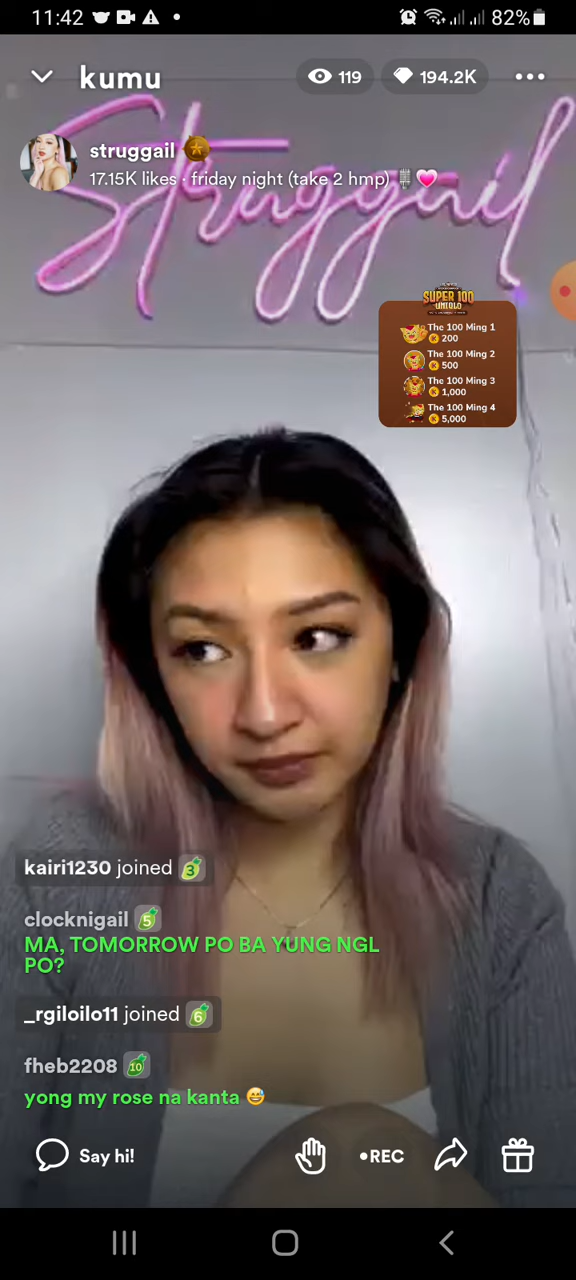 11:42
82%
kumu
119
194.2K
struggail
17.15K likes · friday night (take 2 hmp) 🎙️💗
Struggail
SUPER 100
The 100 Ming 1
200
The 100 Ming 2
500
The 100 Ming 3
1,000
The 100 Ming 4
5,000
kairi1230 joined 3
clocknigail 5
MA, TOMORROW PO BA YUNG NGL
PO?
_rgiloilo11 joined 6
fheb2208 10
yong my rose na kanta 😅
Say hi!
•REC